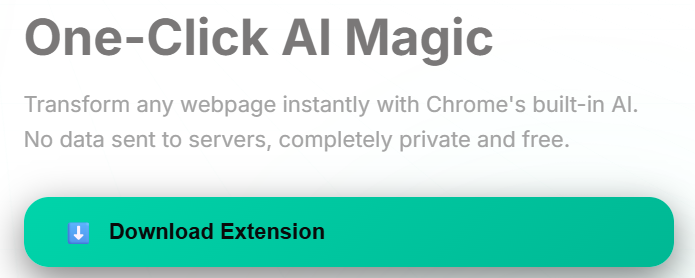 One-Click AI Magic
Transform any webpage instantly with Chrome's built-in AI.
No data sent to servers, completely private and free.
⬇️ Download Extension